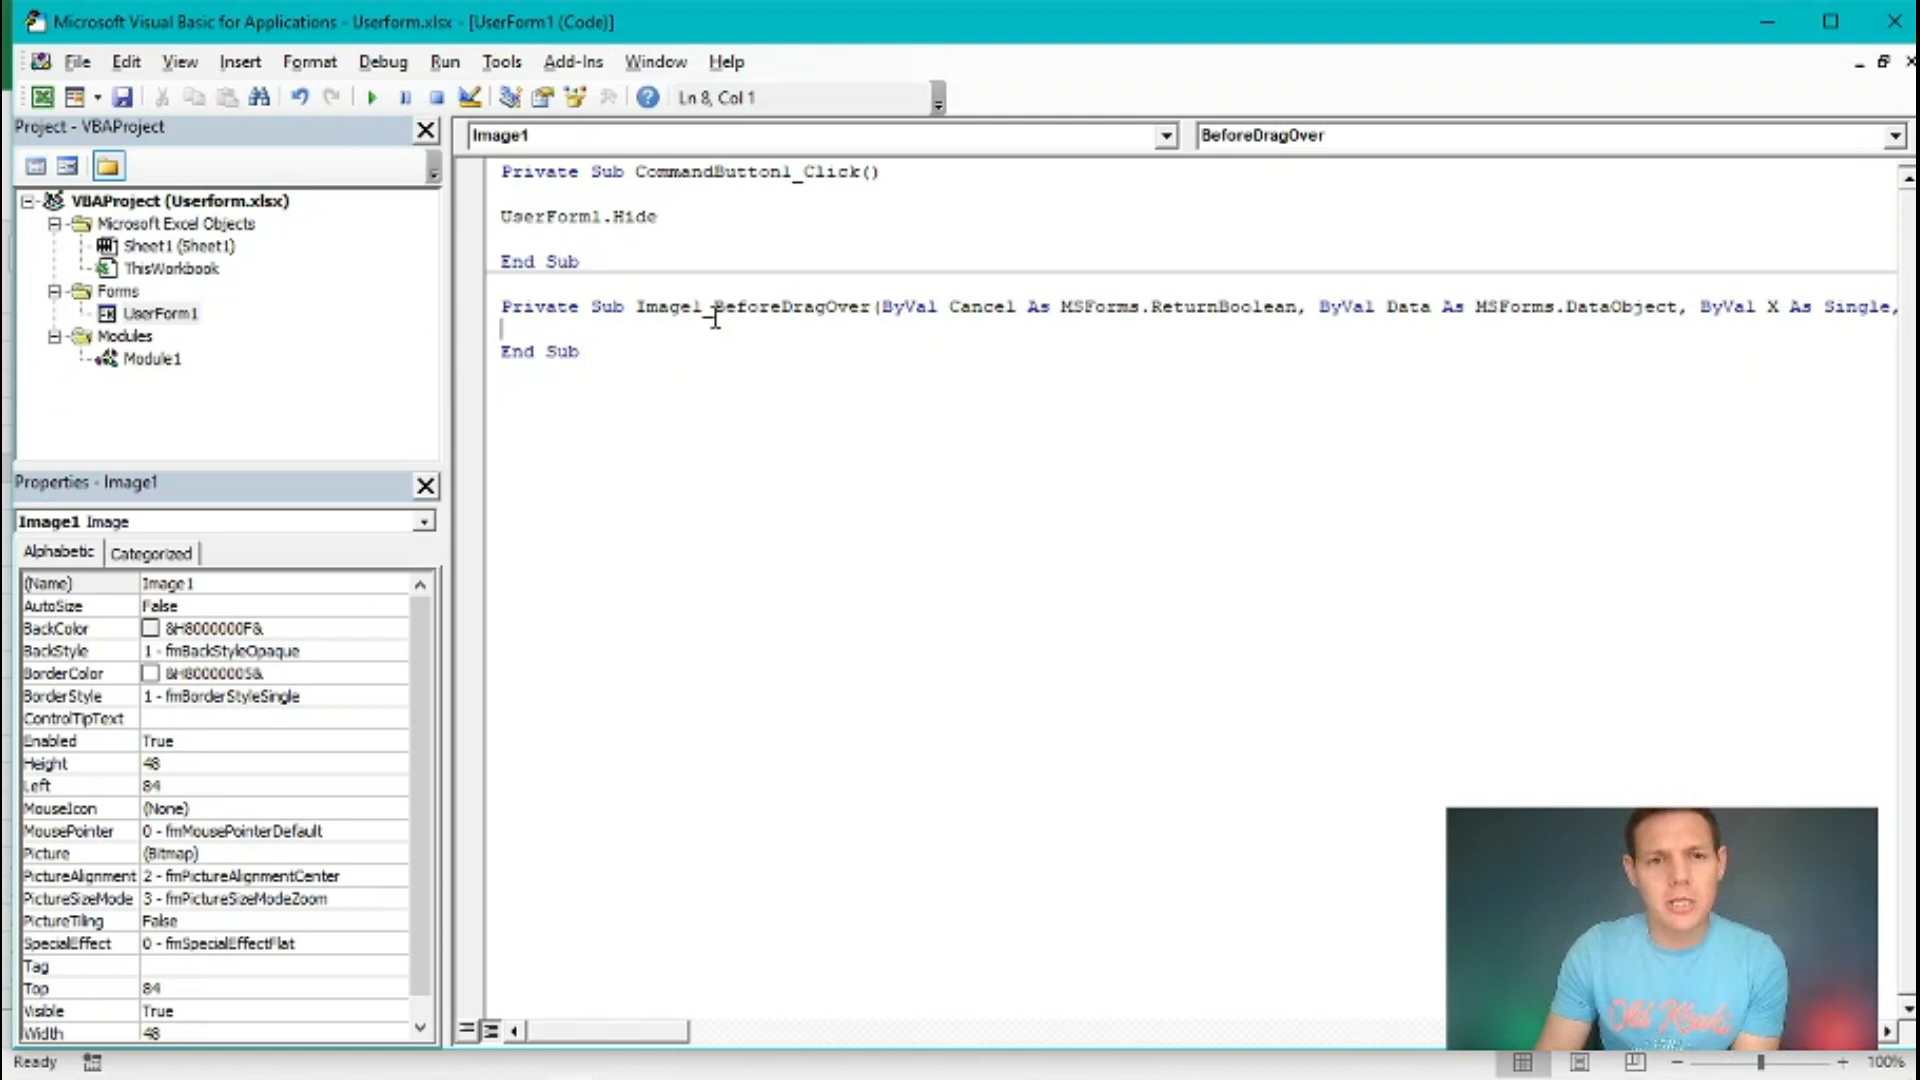 Microsoft Visual Basic for Applications - Userform.xlsx - [UserForm1 (Code)]
File Edit View Insert Format Debug Run Tools Add-Ins Window Help
Ln 8, Col 1
Project - VBAProject
VBAProject (Userform.xlsx)
Microsoft Excel Objects
Sheet1 (Sheet1)
ThisWorkbook
Forms
UserForm1
Modules
Module1
Properties - Image1
Image1 Image
Alphabetic Categorized
(Name) Image1
AutoSize False
BackColor &H8000000F&
BackStyle 1 - fmBackStyleOpaque
BorderColor &H80000005&
BorderStyle 1 - fmBorderStyleSingle
ControlTipText
Enabled True
Height 48
Left 84
MouseIcon (None)
MousePointer 0 - fmMousePointerDefault
Picture (Bitmap)
PictureAlignment 2 - fmPictureAlignmentCenter
PictureSizeMode 3 - fmPictureSizeModeZoom
PictureTiling False
SpecialEffect 0 - fmSpecialEffectFlat
Tag
Top 84
Visible True
Width 48
Image1 BeforeDragOver
Private Sub CommandButton1_Click()
UserForm1.Hide
End Sub
Private Sub Image1_BeforeDragOver(ByVal Cancel As MSForms.ReturnBoolean, ByVal Data As MSForms.DataObject, ByVal X As Single,
End Sub
Ready
100%